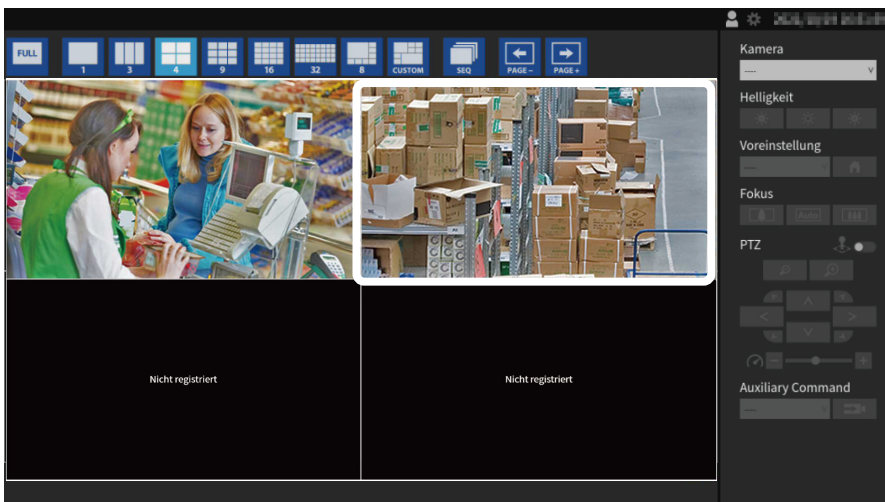 FULL
1
3
4
9
16
32
8
CUSTOM
SEQ
PAGE−
PAGE+
Kamera
----
Helligkeit
Voreinstellung
----
Fokus
Auto
PTZ
Auxiliary Command
----
Nicht registriert
Nicht registriert